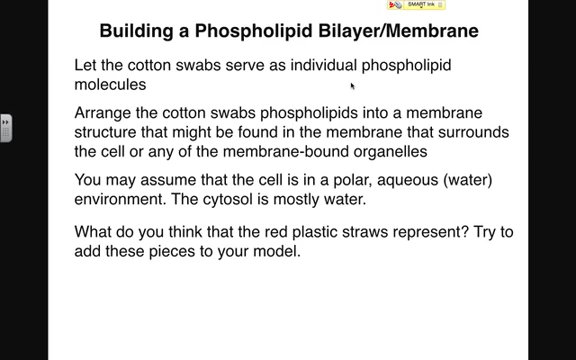 SMART Ink
Building a Phospholipid Bilayer/Membrane
Let the cotton swabs serve as individual phospholipid
molecules
Arrange the cotton swabs phospholipids into a membrane
structure that might be found in the membrane that surrounds
the cell or any of the membrane-bound organelles
You may assume that the cell is in a polar, aqueous (water)
environment. The cytosol is mostly water.
What do you think that the red plastic straws represent? Try to
add these pieces to your model.